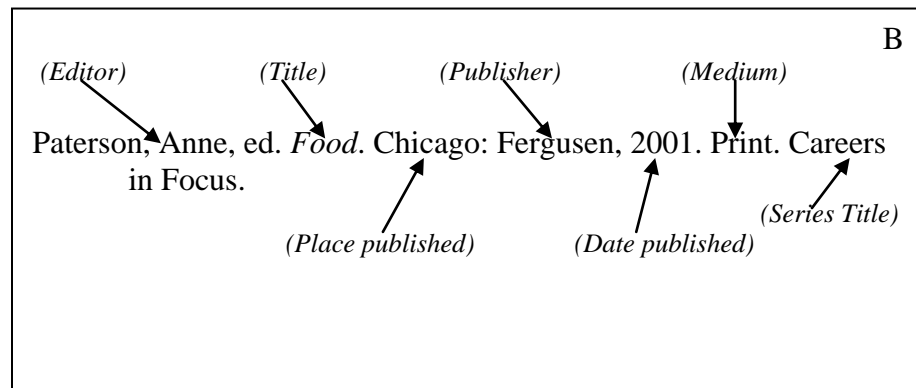 B
(Editor) (Title) (Publisher) (Medium)
Paterson, Anne, ed. Food. Chicago: Fergusen, 2001. Print. Careers
in Focus.
(Series Title)
(Place published) (Date published)